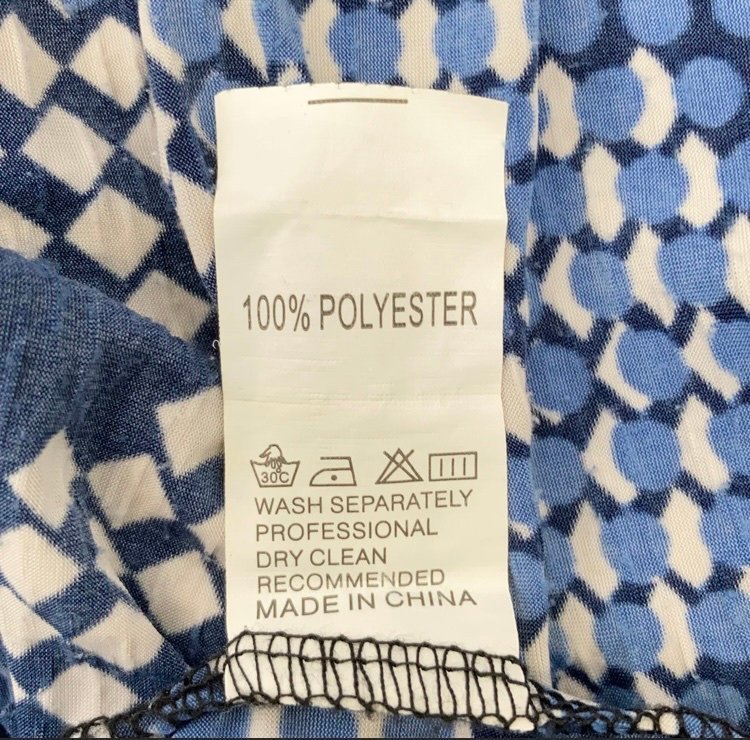 100% POLYESTER
30C
WASH SEPARATELY
PROFESSIONAL
DRY CLEAN
RECOMMENDED
MADE IN CHINA